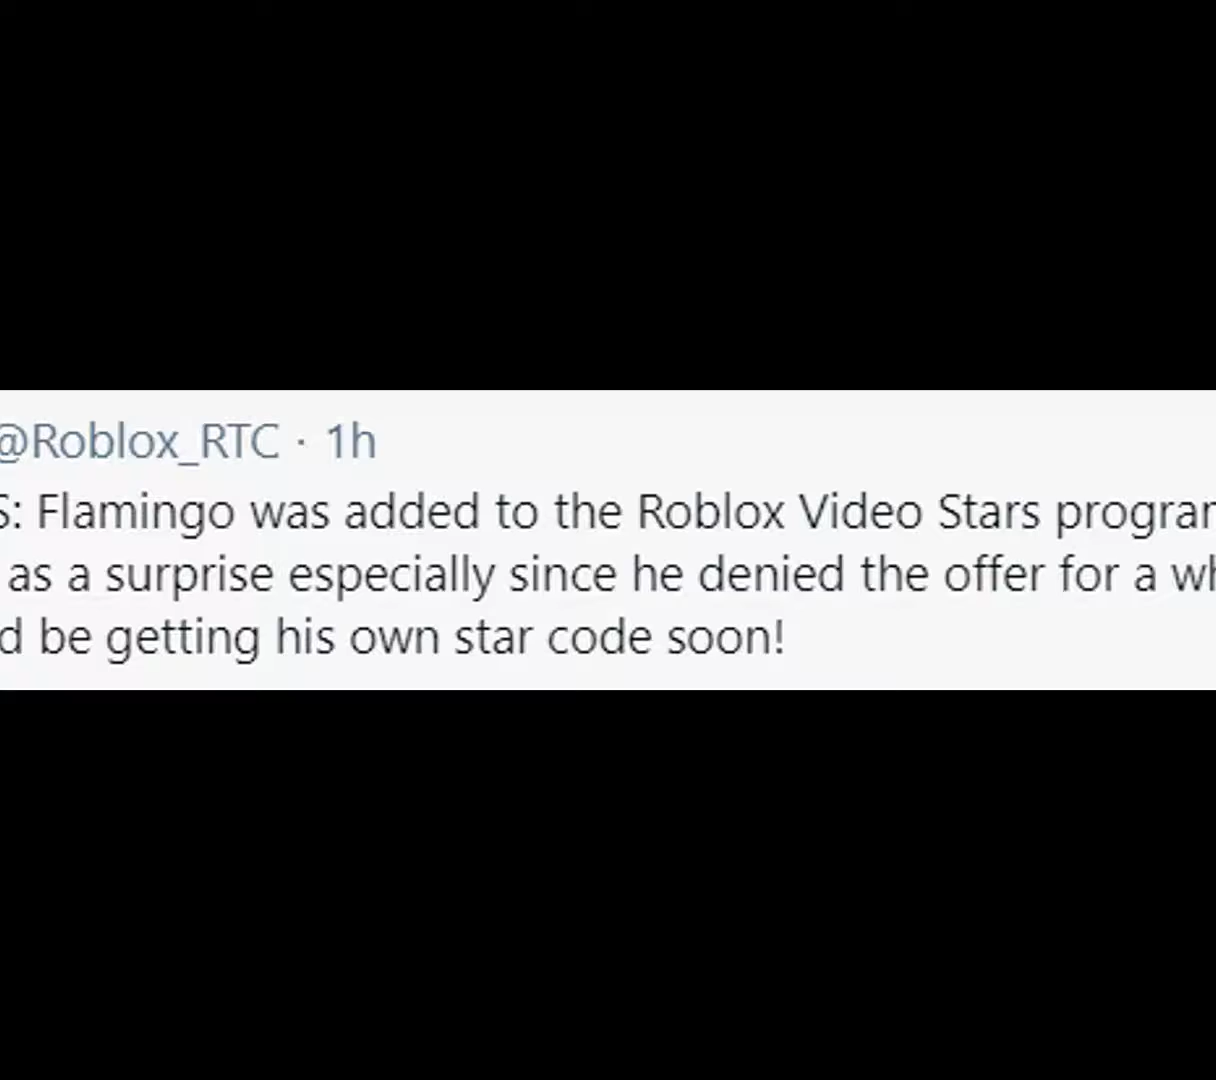 @Roblox_RTC · 1h
S: Flamingo was added to the Roblox Video Stars progra
as a surprise especially since he denied the offer for a wh
d be getting his own star code soon!